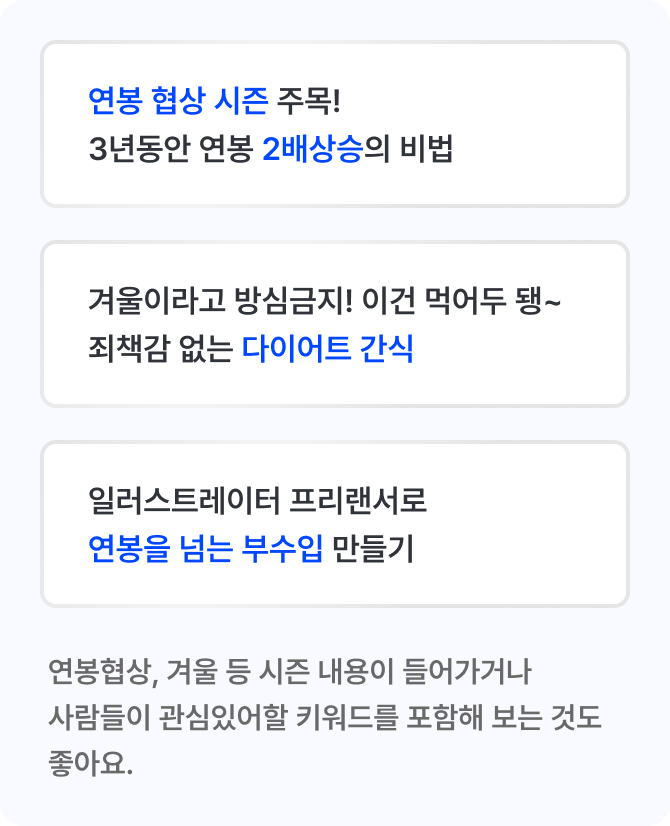 연봉 협상 시즌 주목!
3년동안 연봉 2배상승의 비법
겨울이라고 방심금지! 이건 먹어두 됑~
죄책감 없는 다이어트 간식
일러스트레이터 프리랜서로
연봉을 넘는 부수입 만들기
연봉협상, 겨울 등 시즌 내용이 들어가거나
사람들이 관심있어할 키워드를 포함해 보는 것도
좋아요.